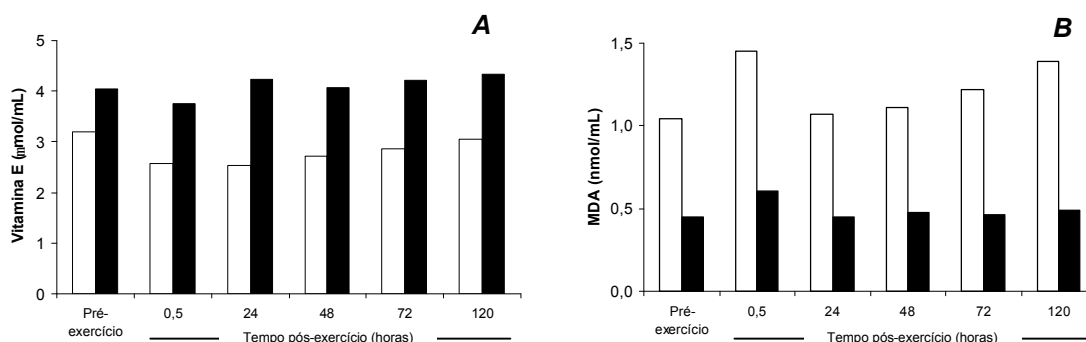 A
Vitamina E (µmol/mL)
5
4
3
2
1
0
Pré-
exercício
0,5
24
48
72
120
Tempo pós-exercício (horas)
B
MDA (nmol/mL)
1,5
1,0
0,5
0,0
Pré-
exercício
0,5
24
48
72
120
Tempo pós-exercício (horas)